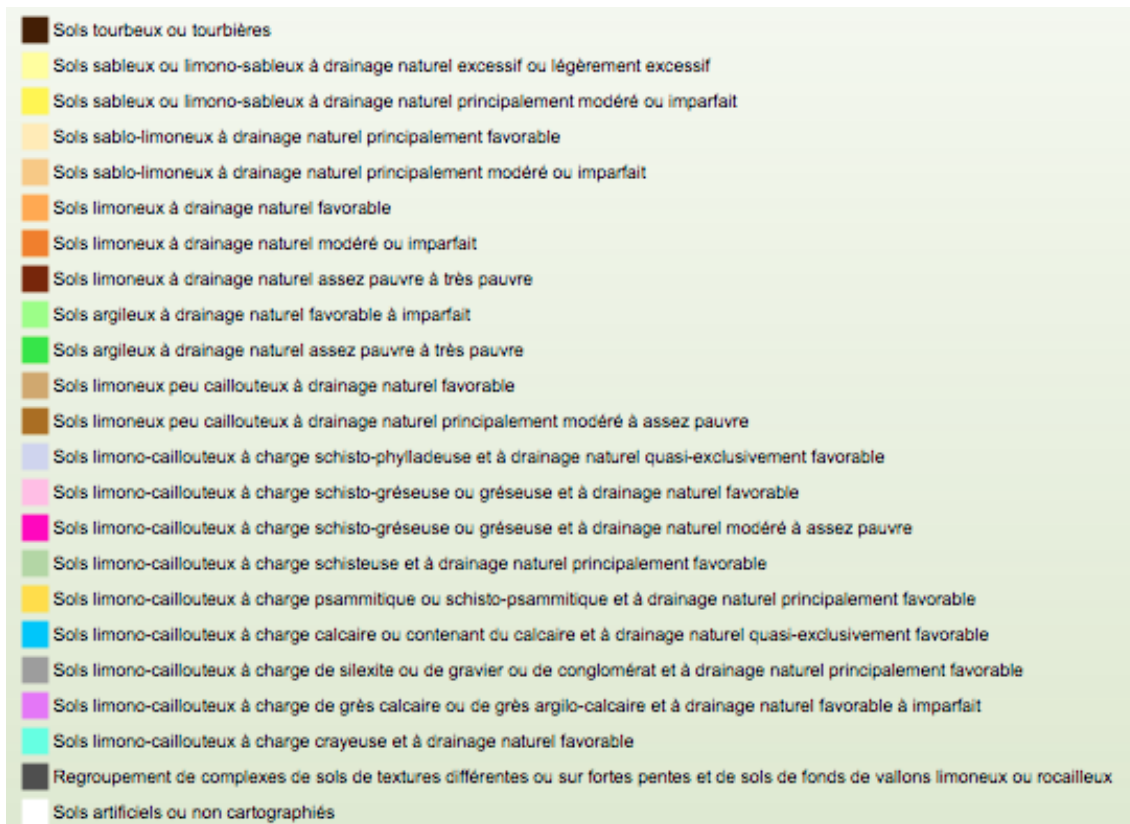 Sols tourbeux ou tourbières
Sols sableux ou limono-sableux à drainage naturel excessif ou légèrement excessif
Sols sableux ou limono-sableux à drainage naturel principalement modéré ou imparfait
Sols sablo-limoneux à drainage naturel principalement favorable
Sols sablo-limoneux à drainage naturel principalement modéré ou imparfait
Sols limoneux à drainage naturel favorable
Sols limoneux à drainage naturel modéré ou imparfait
Sols limoneux à drainage naturel assez pauvre à très pauvre
Sols argileux à drainage naturel favorable à imparfait
Sols argileux à drainage naturel assez pauvre à très pauvre
Sols limoneux peu caillouteux à drainage naturel favorable
Sols limoneux peu caillouteux à drainage naturel principalement modéré à assez pauvre
Sols limono-caillouteux à charge schisto-phylladeuse et à drainage naturel quasi-exclusivement favorable
Sols limono-caillouteux à charge schisto-gréseuse ou gréseuse et à drainage naturel favorable
Sols limono-caillouteux à charge schisto-gréseuse ou gréseuse et à drainage naturel modéré à assez pauvre
Sols limono-caillouteux à charge schisteuse et à drainage naturel principalement favorable
Sols limono-caillouteux à charge psammitique ou schisto-psammitique et à drainage naturel principalement favorable
Sols limono-caillouteux à charge calcaire ou contenant du calcaire et à drainage naturel quasi-exclusivement favorable
Sols limono-caillouteux à charge de silexite ou de gravier ou de conglomérat et à drainage naturel principalement favorable
Sols limono-caillouteux à charge de grès calcaire ou de grès argilo-calcaire et à drainage naturel favorable à imparfait
Sols limono-caillouteux à charge crayeuse et à drainage naturel favorable
Regroupement de complexes de sols de textures différentes ou sur fortes pentes et de sols de fonds de vallons limoneux ou rocailleux
Sols artificiels ou non cartographiés